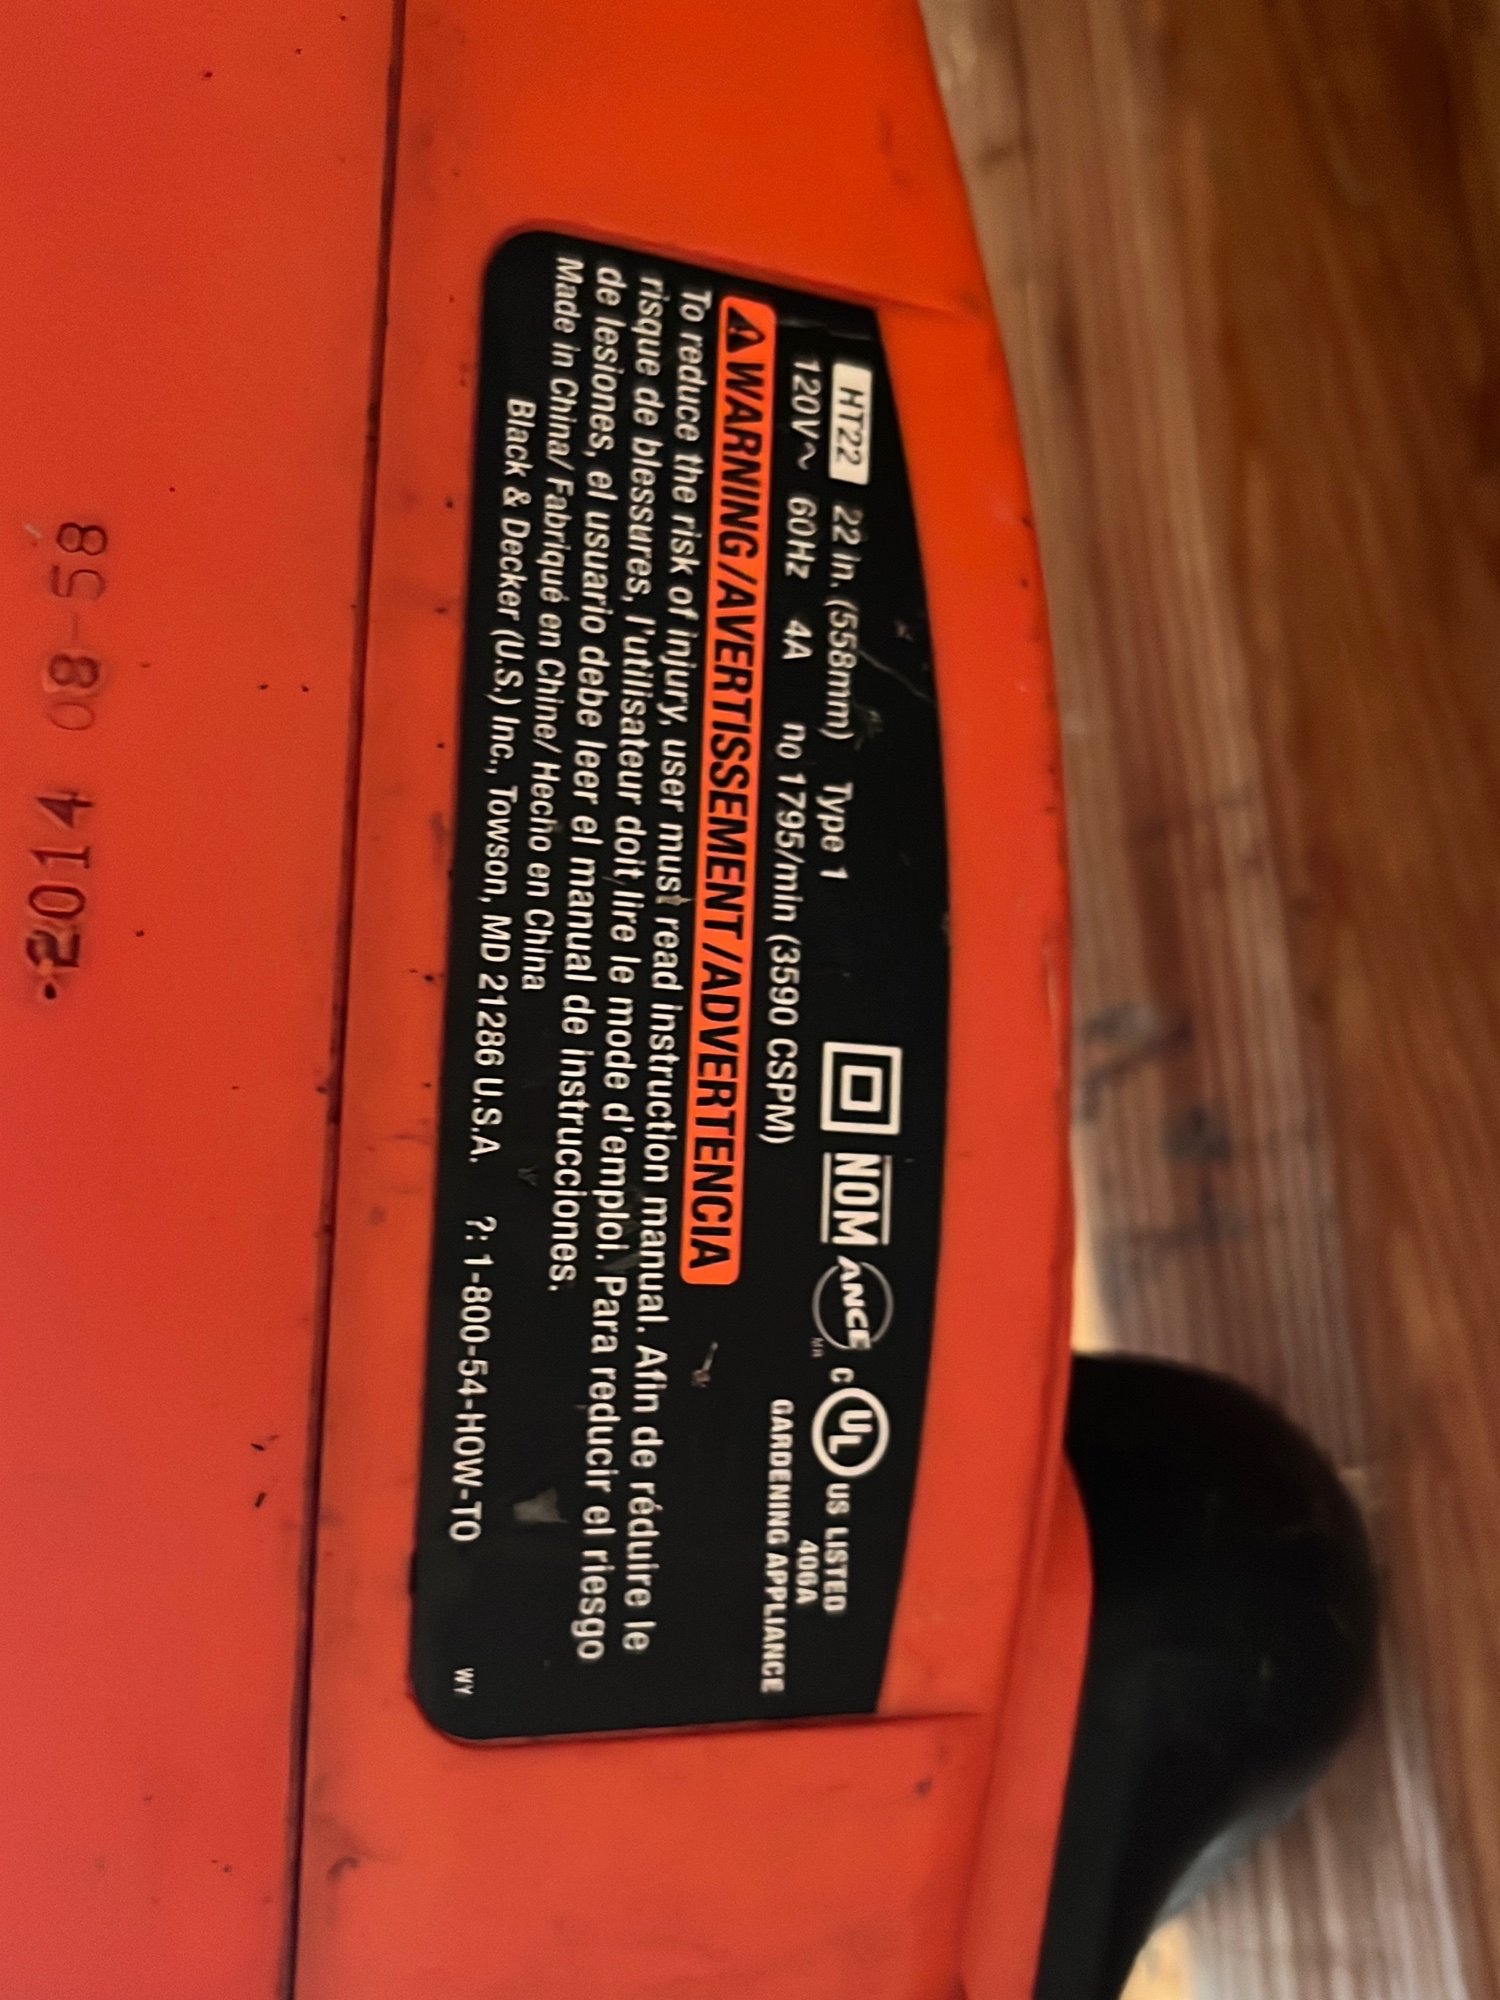 HT22 22 in. (558mm) Type 1
120V~ 60Hz 4A no 1795/min (3590 CSPM)
NOM
ANCE
MR
C UL US LISTED
400A
GARDENING APPLIANCE
WARNING/AVERTISSEMENT/ADVERTENCIA
To reduce the risk of injury, user must read instruction manual. Afin de réduire le
risque de blessures, l'utilisateur doit lire le mode d'emploi. Para reducir el riesgo
de lesiones, el usuario debe leer el manual de instrucciones.
Made in China/ Fabriqué en Chine/ Hecho en China
Black & Decker (U.S.) Inc., Towson, MD 21286 U.S.A. ?: 1-800-54-HOW-TO
WY
2014 08-58